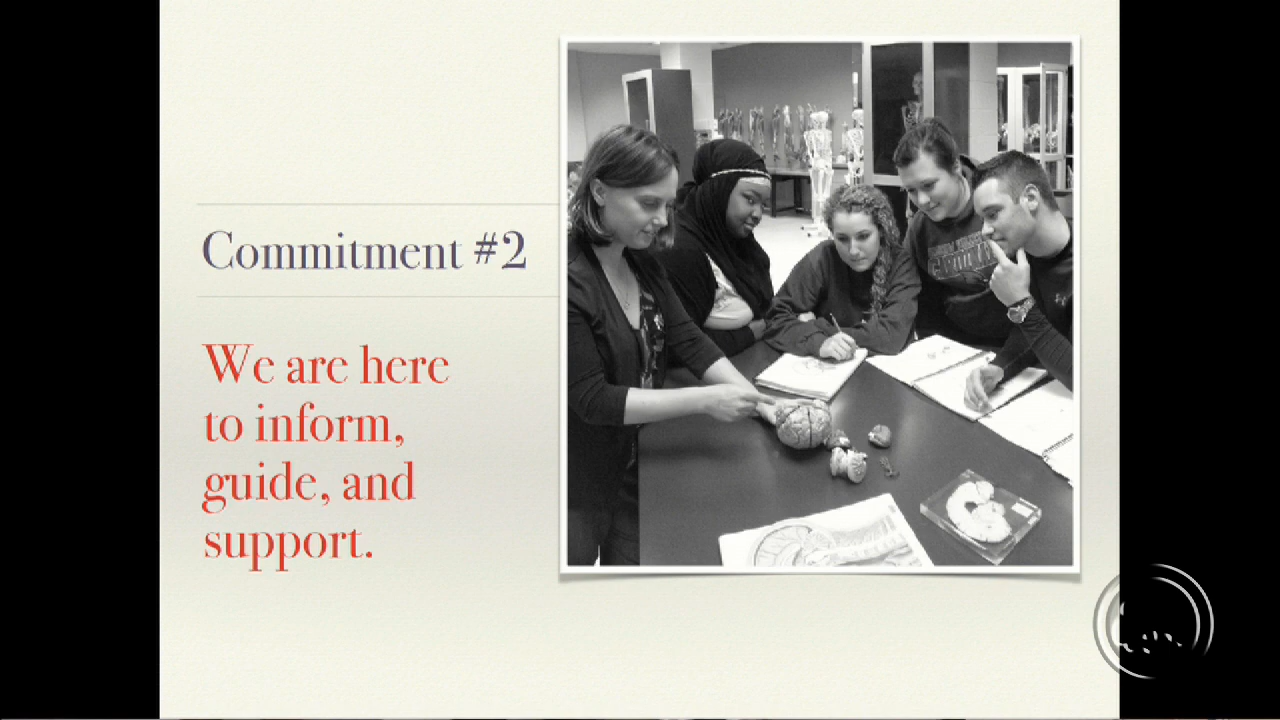 Commitment #2
We are here
to inform,
guide, and
support.